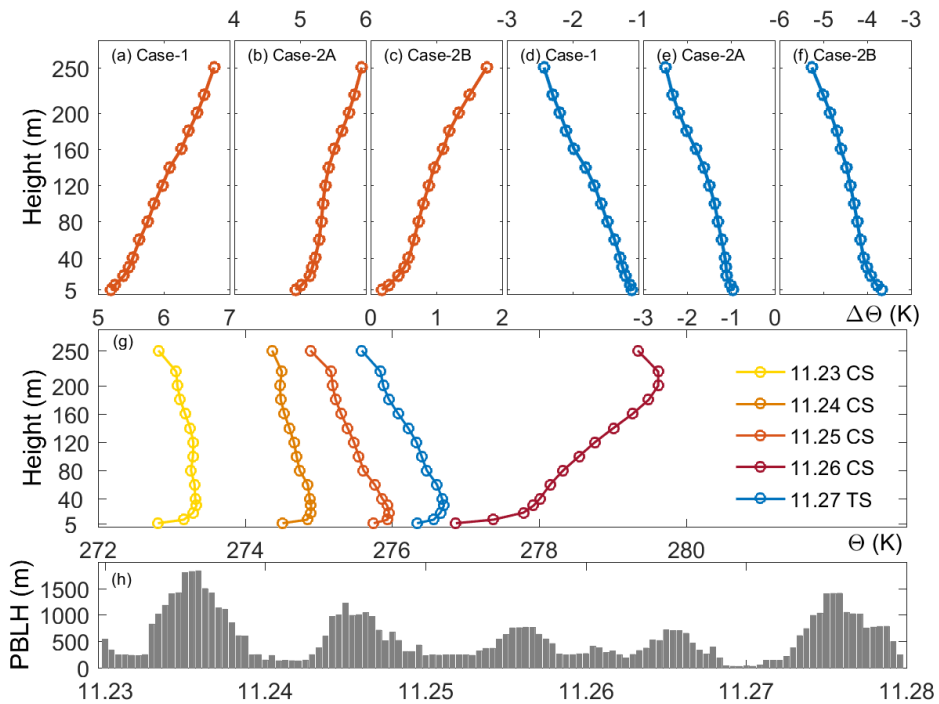 4 4 5 6 6 -3 -2 -1 -1 -6 -5 -4 -3 -3
(a) Case-1 (b) Case-2A (c) Case-2B (d) Case-1 (e) Case-2A (f) Case-2B
250
200
160
120
80
40
5
Height (m)
5 6 7 0 1 2 -3 -2 -1 0 ΔΘ (K)
(g)
250
200
160
120
80
40
5
Height (m)
11.23 CS
11.24 CS
11.25 CS
11.26 CS
11.27 TS
272 274 276 278 280 Θ (K)
(h)
1500
1000
500
0
PBLH (m)
11.23 11.24 11.25 11.26 11.27 11.28